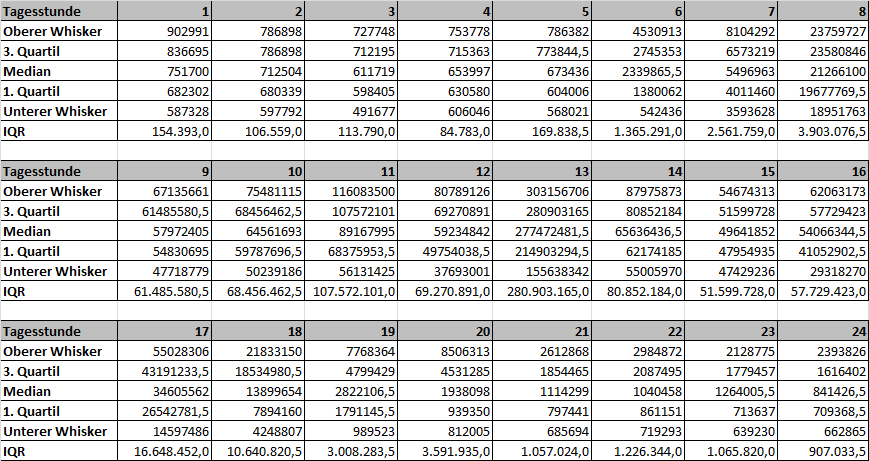 Tagesstunde 1 2 3 4 5 6 7 8
Oberer Whisker 902991 786898 727748 753778 786382 4530913 8104292 23759727
3. Quartil 836695 786898 712195 715363 773844,5 2745353 6573219 23580846
Median 751700 712504 611719 653997 673436 2339865,5 5496963 21266100
1. Quartil 682302 680339 598405 630580 604006 1380062 4011460 19677769,5
Unterer Whisker 587328 597792 491677 606046 568021 542436 3593628 18951763
IQR 154.393,0 106.559,0 113.790,0 84.783,0 169.838,5 1.365.291,0 2.561.759,0 3.903.076,5
Tagesstunde 9 10 11 12 13 14 15 16
Oberer Whisker 67135661 75481115 116083500 80789126 303156706 87975873 54674313 62063173
3. Quartil 61485580,5 68456462,5 107572101 69270891 280903165 80852184 51599728 57729423
Median 57972405 64561693 89167995 59234842 277472481,5 65636436,5 49641852 54066344,5
1. Quartil 54830695 59787696,5 68375953,5 49754038,5 214903294,5 62174185 47954935 41052902,5
Unterer Whisker 47718779 50239186 56131425 37693001 155638342 55005970 47429236 29318270
IQR 61.485.580,5 68.456.462,5 107.572.101,0 69.270.891,0 280.903.165,0 80.852.184,0 51.599.728,0 57.729.423,0
Tagesstunde 17 18 19 20 21 22 23 24
Oberer Whisker 55028306 21833150 7768364 8506313 2612868 2984872 2128775 2393826
3. Quartil 43191233,5 18534980,5 4799429 4531285 1854465 2087495 1779457 1616402
Median 34605562 13899654 2822106,5 1938098 1114299 1040458 1264005,5 841426,5
1. Quartil 26542781,5 7894160 1791145,5 939350 797441 861151 713637 709368,5
Unterer Whisker 14597486 4248807 989523 812005 685694 719293 639230 662865
IQR 16.648.452,0 10.640.820,5 3.008.283,5 3.591.935,0 1.057.024,0 1.226.344,0 1.065.820,0 907.033,5